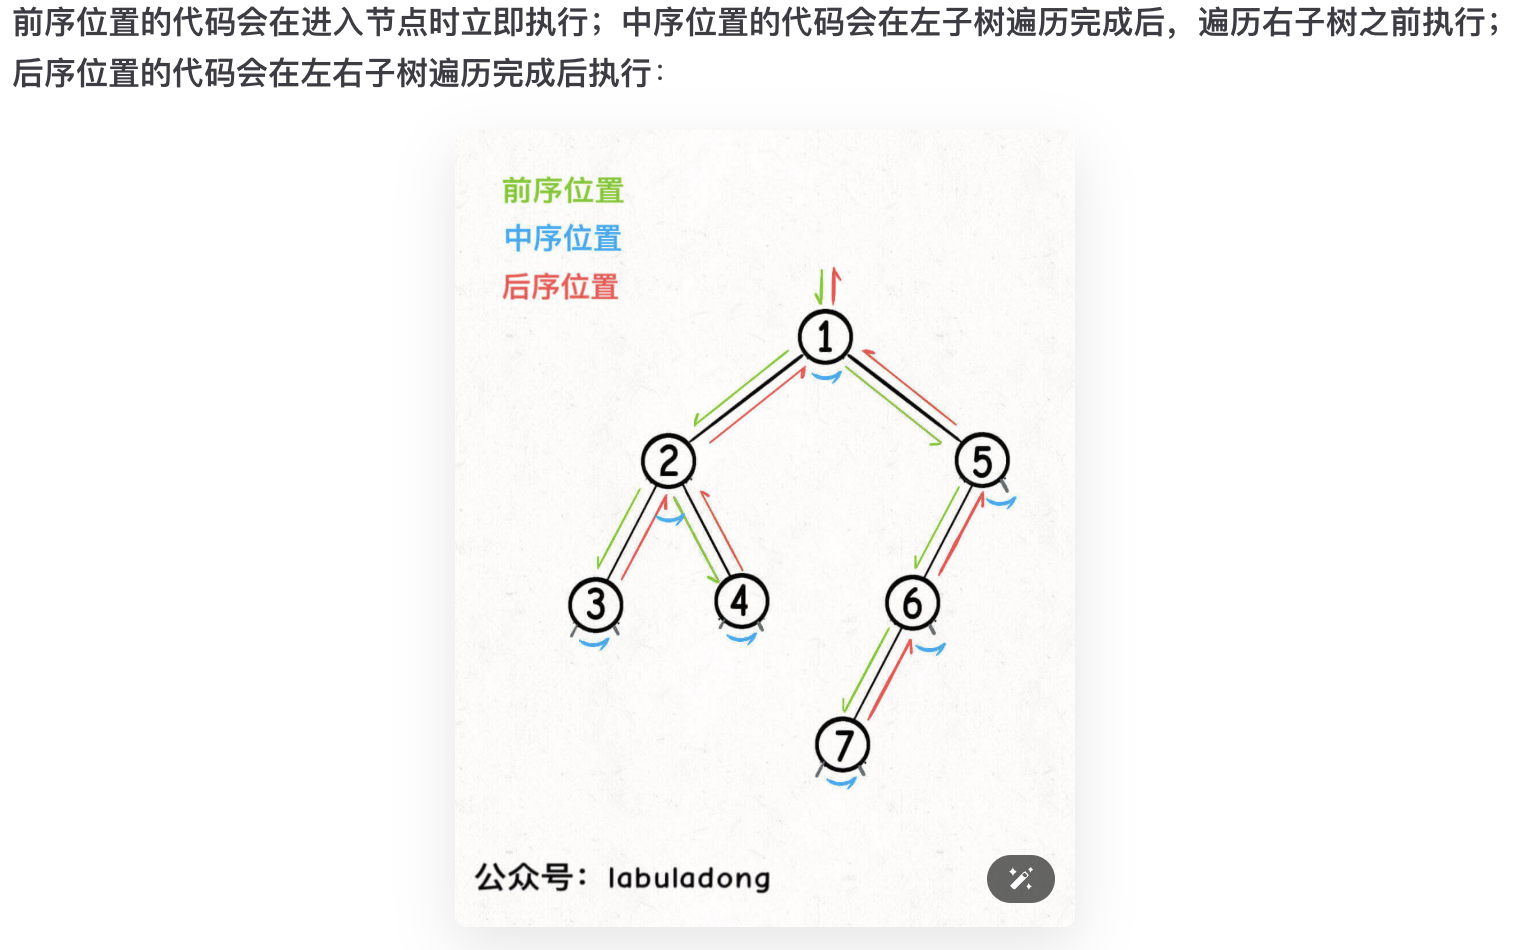 前序位置的代码会在进入节点时立即执行；中序位置的代码会在左子树遍历完成后，遍历右子树之前执行；
后序位置的代码会在左右子树遍历完成后执行：
前序位置
中序位置
后序位置
1
2
5
3
4
6
7
公众号：labuladong